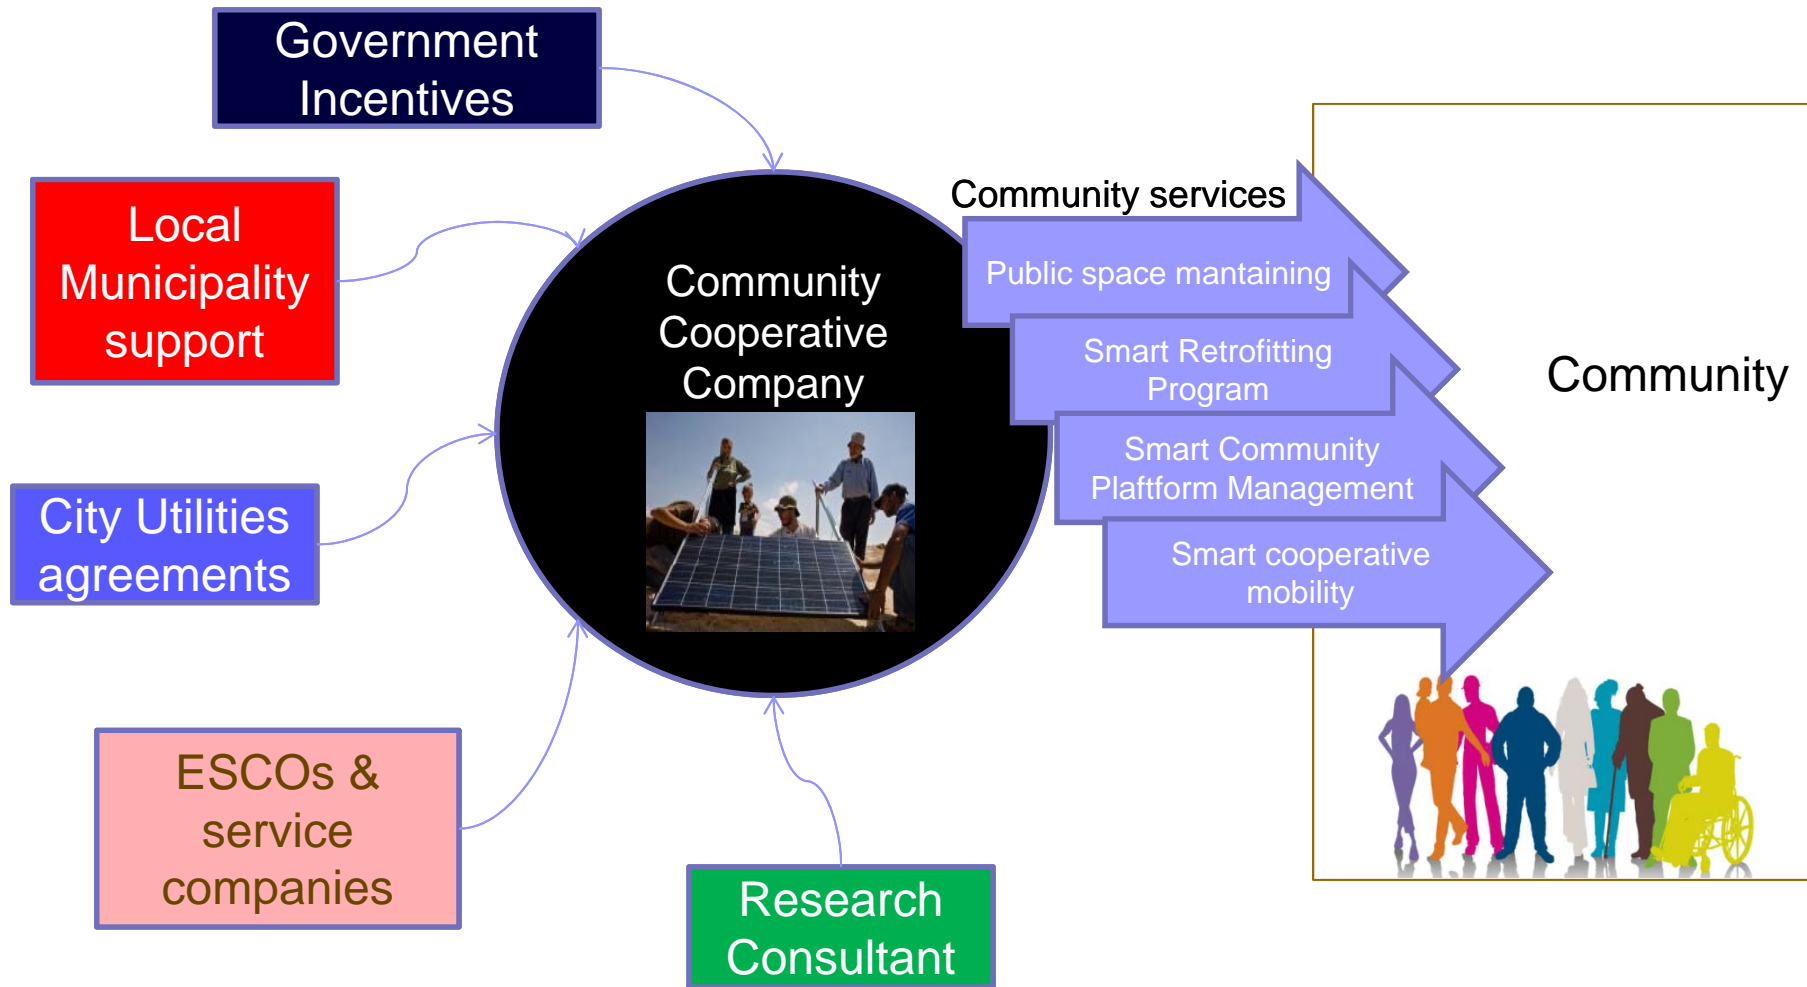 Government
Incentives
Local
Municipality
support
City Utilities
agreements
ESCOs &
service
companies
Research
Consultant
Community
Cooperative
Company
Community services
Public space mantaining
Smart Retrofitting
Program
Smart Community
Plaftform Management
Smart cooperative
mobility
Community